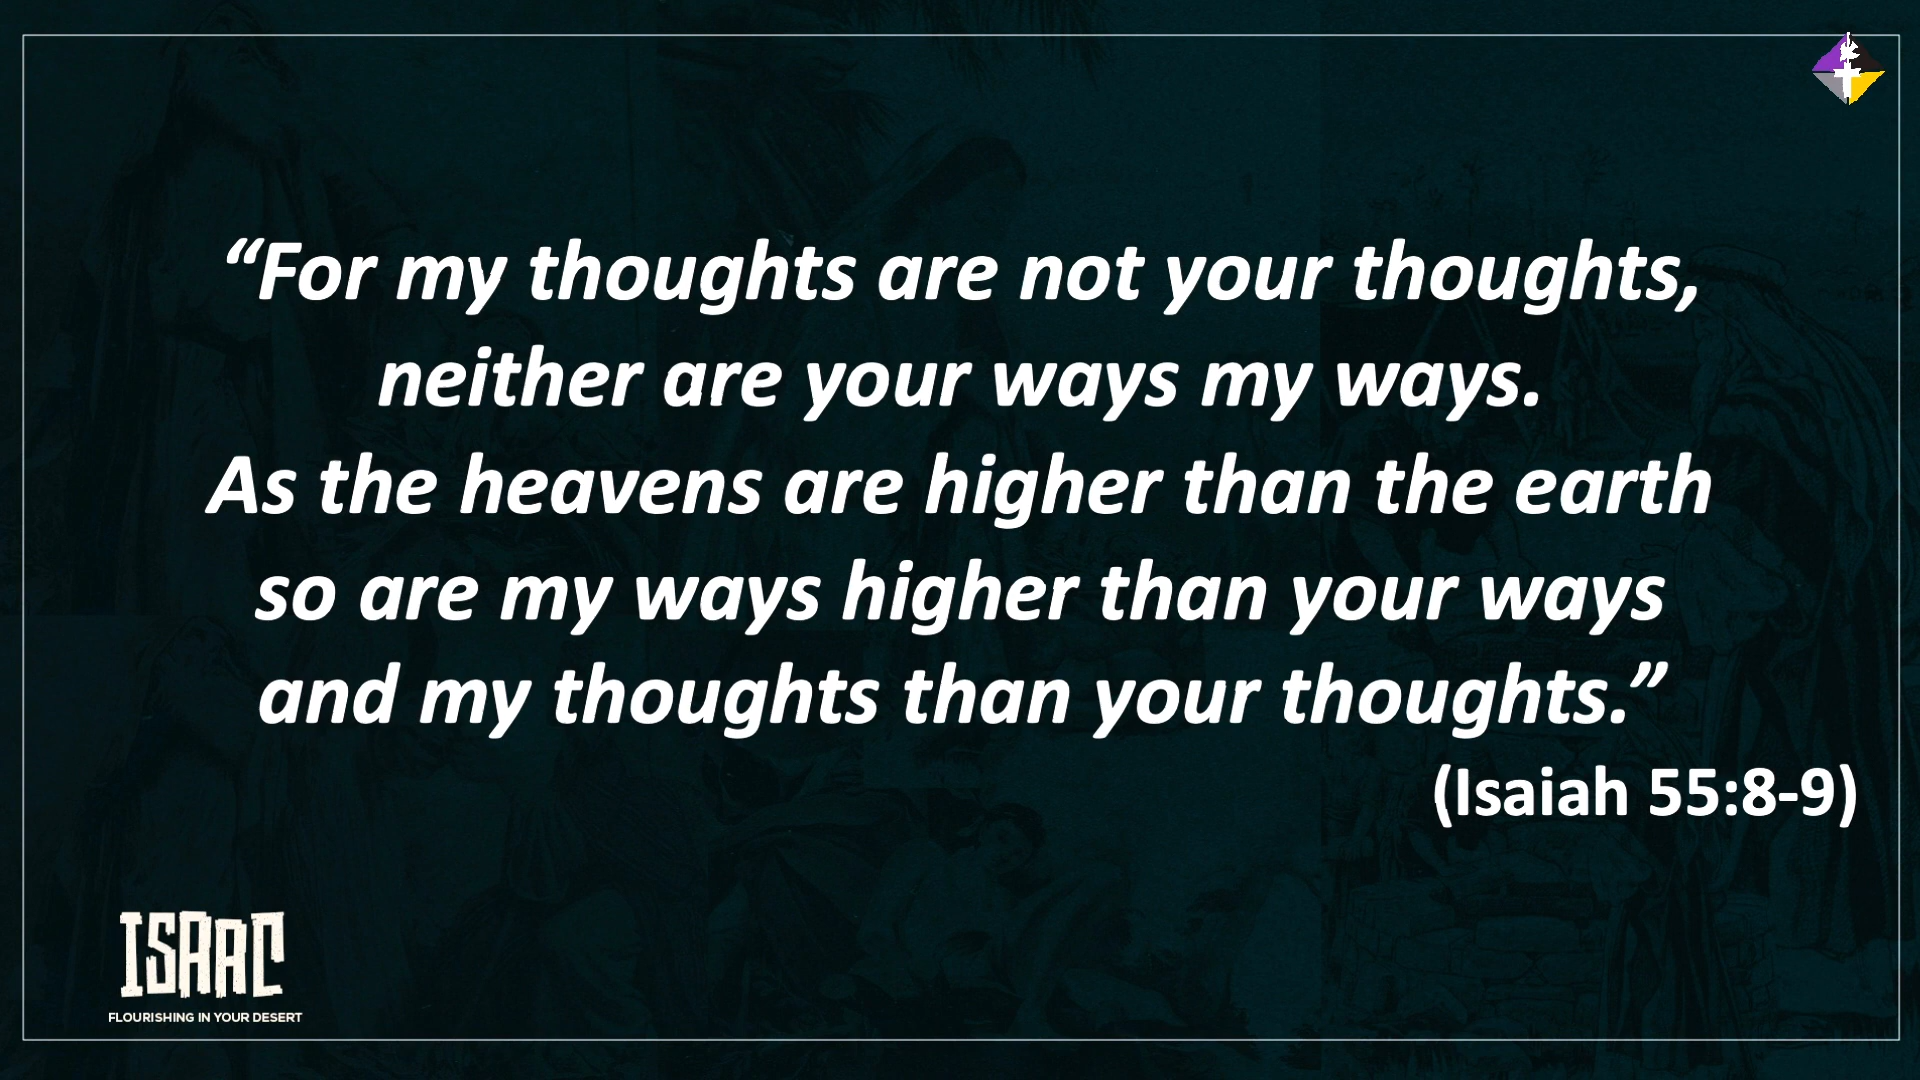 “For my thoughts are not your thoughts,
neither are your ways my ways.
As the heavens are higher than the earth
so are my ways higher than your ways
and my thoughts than your thoughts.”
(Isaiah 55:8-9)
ISAAC
FLOURISHING IN YOUR DESERT